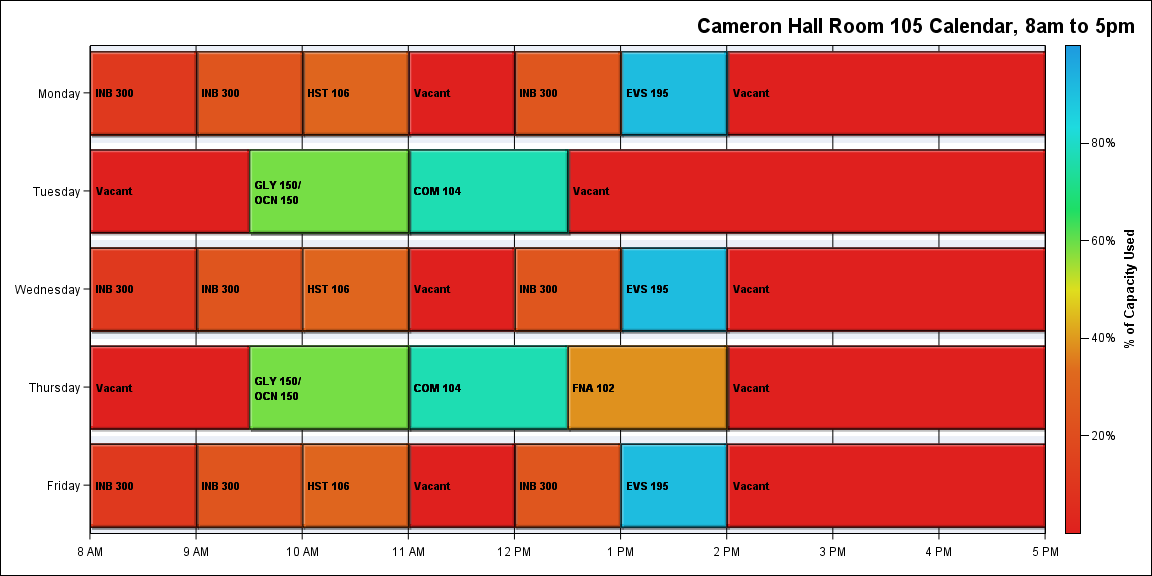 Cameron Hall Room 105 Calendar, 8am to 5pm
Monday
INB 300
INB 300
HST 106
Vacant
INB 300
EVS 195
Vacant
Tuesday
Vacant
GLY 150/
OCN 150
COM 104
Vacant
Wednesday
INB 300
INB 300
HST 106
Vacant
INB 300
EVS 195
Vacant
Thursday
Vacant
GLY 150/
OCN 150
COM 104
FNA 102
Vacant
Friday
INB 300
INB 300
HST 106
Vacant
INB 300
EVS 195
Vacant
8 AM
9 AM
10 AM
11 AM
12 PM
1 PM
2 PM
3 PM
4 PM
5 PM
80%
60%
40%
20%
% of Capacity Used